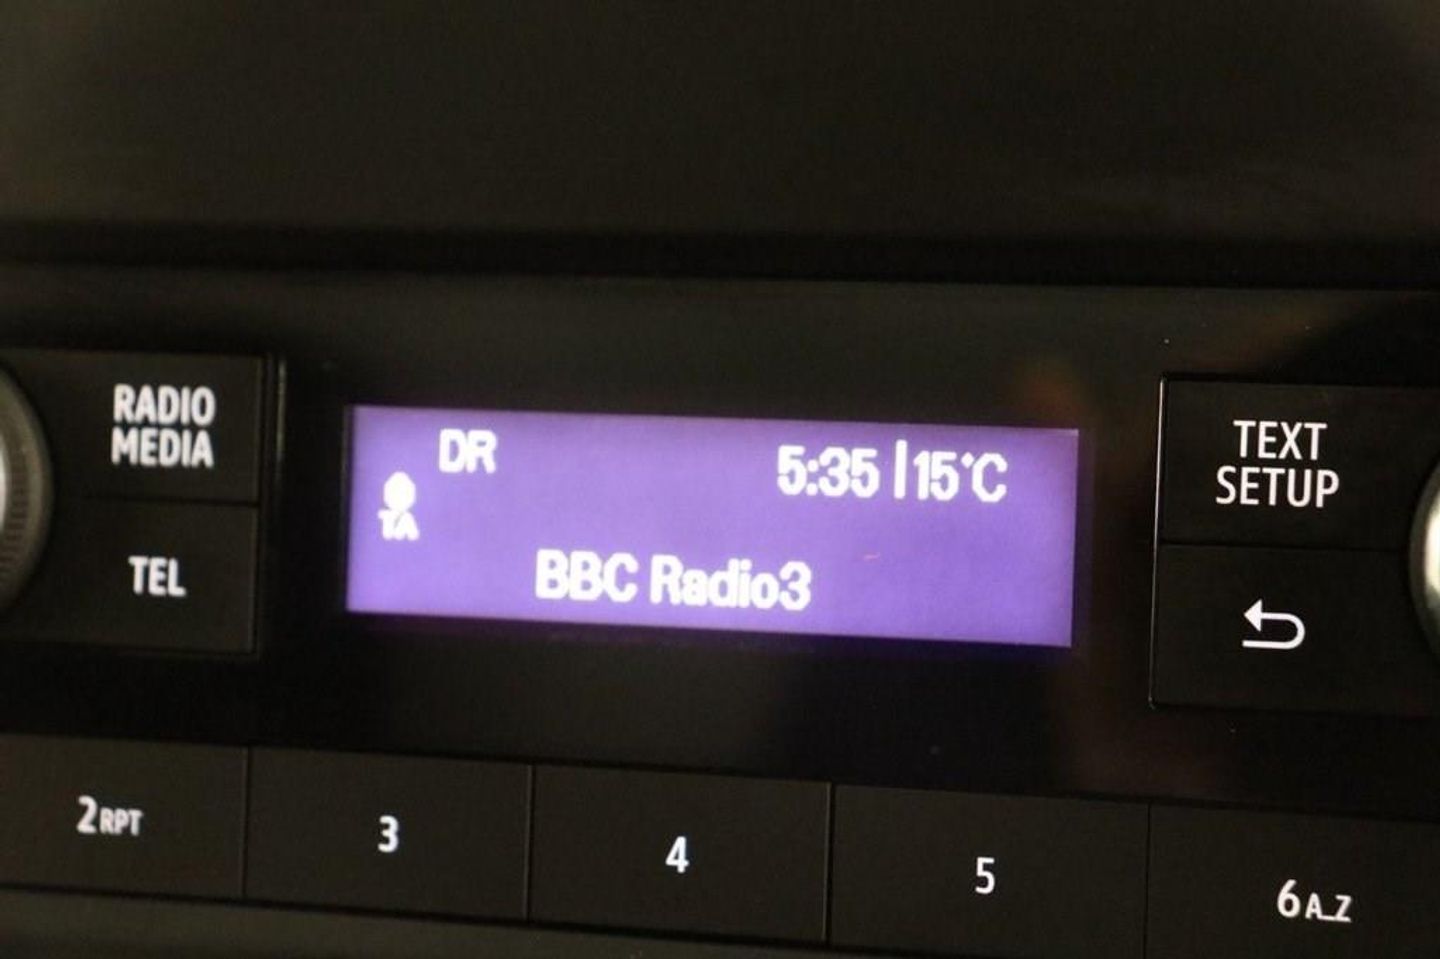 RADIO
MEDIA
TEL
DR
5:35 | 15°C
TA
BBC Radio3
TEXT
SETUP
2RPT
3
4
5
6A_Z